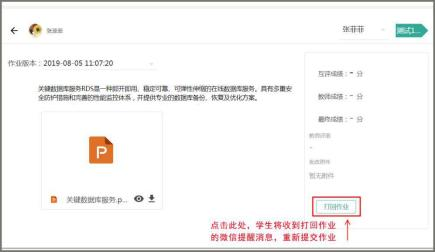 张菲菲
张菲菲
测试1...
作业版本：2019-08-05 11:07:20
关键数据库服务RDS是一种即开即用、稳定可靠、可弹性伸缩的在线数据库服务。具有多重安
全防护措施和完善的性能监控体系，并提供专业的数据库备份、恢复及优化方案。
P
关键数据库服务.p...
互评成绩：- 分
教师成绩：- 分
最终成绩：- 分
教师评语
-
批改附件
暂无附件
打回作业
点击此处，学生将收到打回作业
的微信提醒消息，重新提交作业